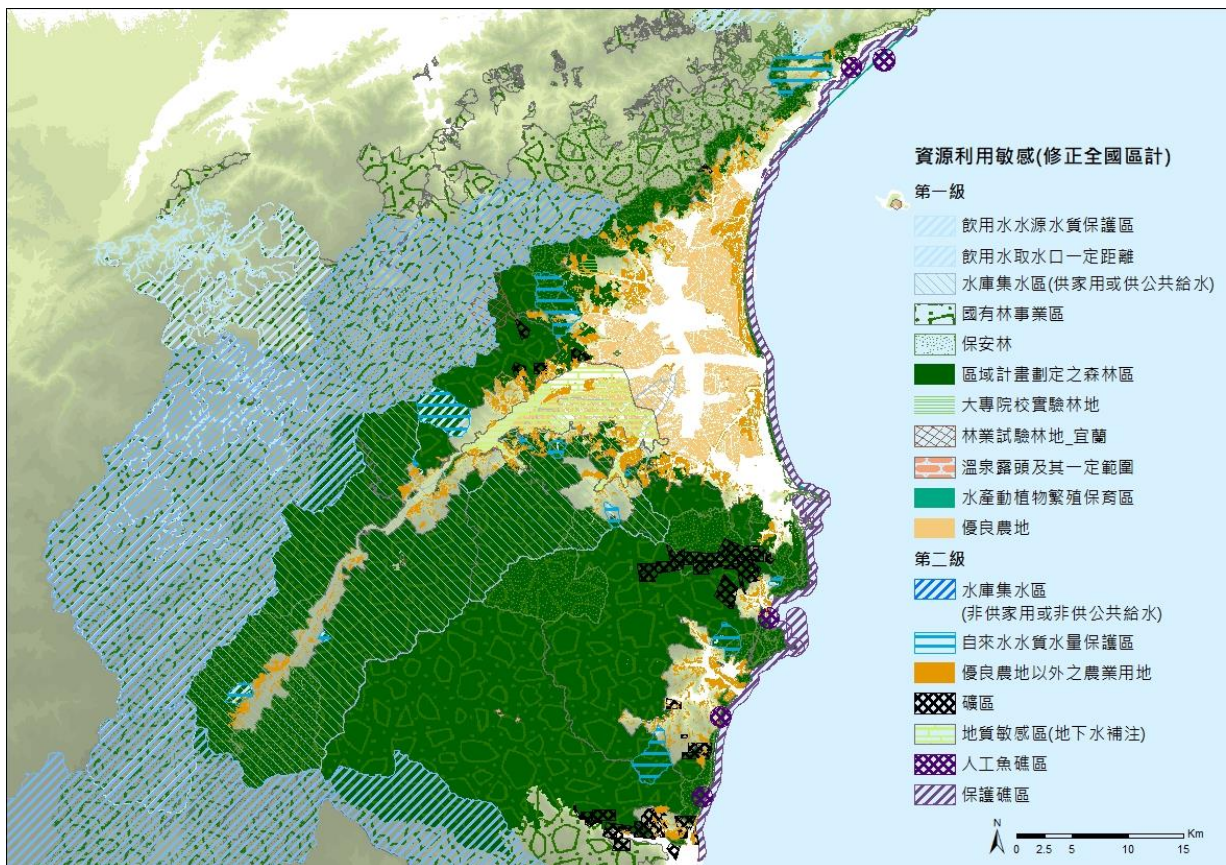 資源利用敏感(修正全國區計)
第一級
飲用水水源水質保護區
飲用水取水口一定距離
水庫集水區(供家用或供公共給水)
國有林事業區
保安林
區域計畫劃定之森林區
大專院校實驗林地
林業試驗林地_宜蘭
溫泉露頭及其一定範圍
水產動植物繁殖保育區
優良農地
第二級
水庫集水區
(非供家用或非供公共給水)
自來水水質水量保護區
優良農地以外之農業用地
礦區
地質敏感區(地下水補注)
人工魚礁區
保護礁區
N
Km
0 2.5 5 10 15